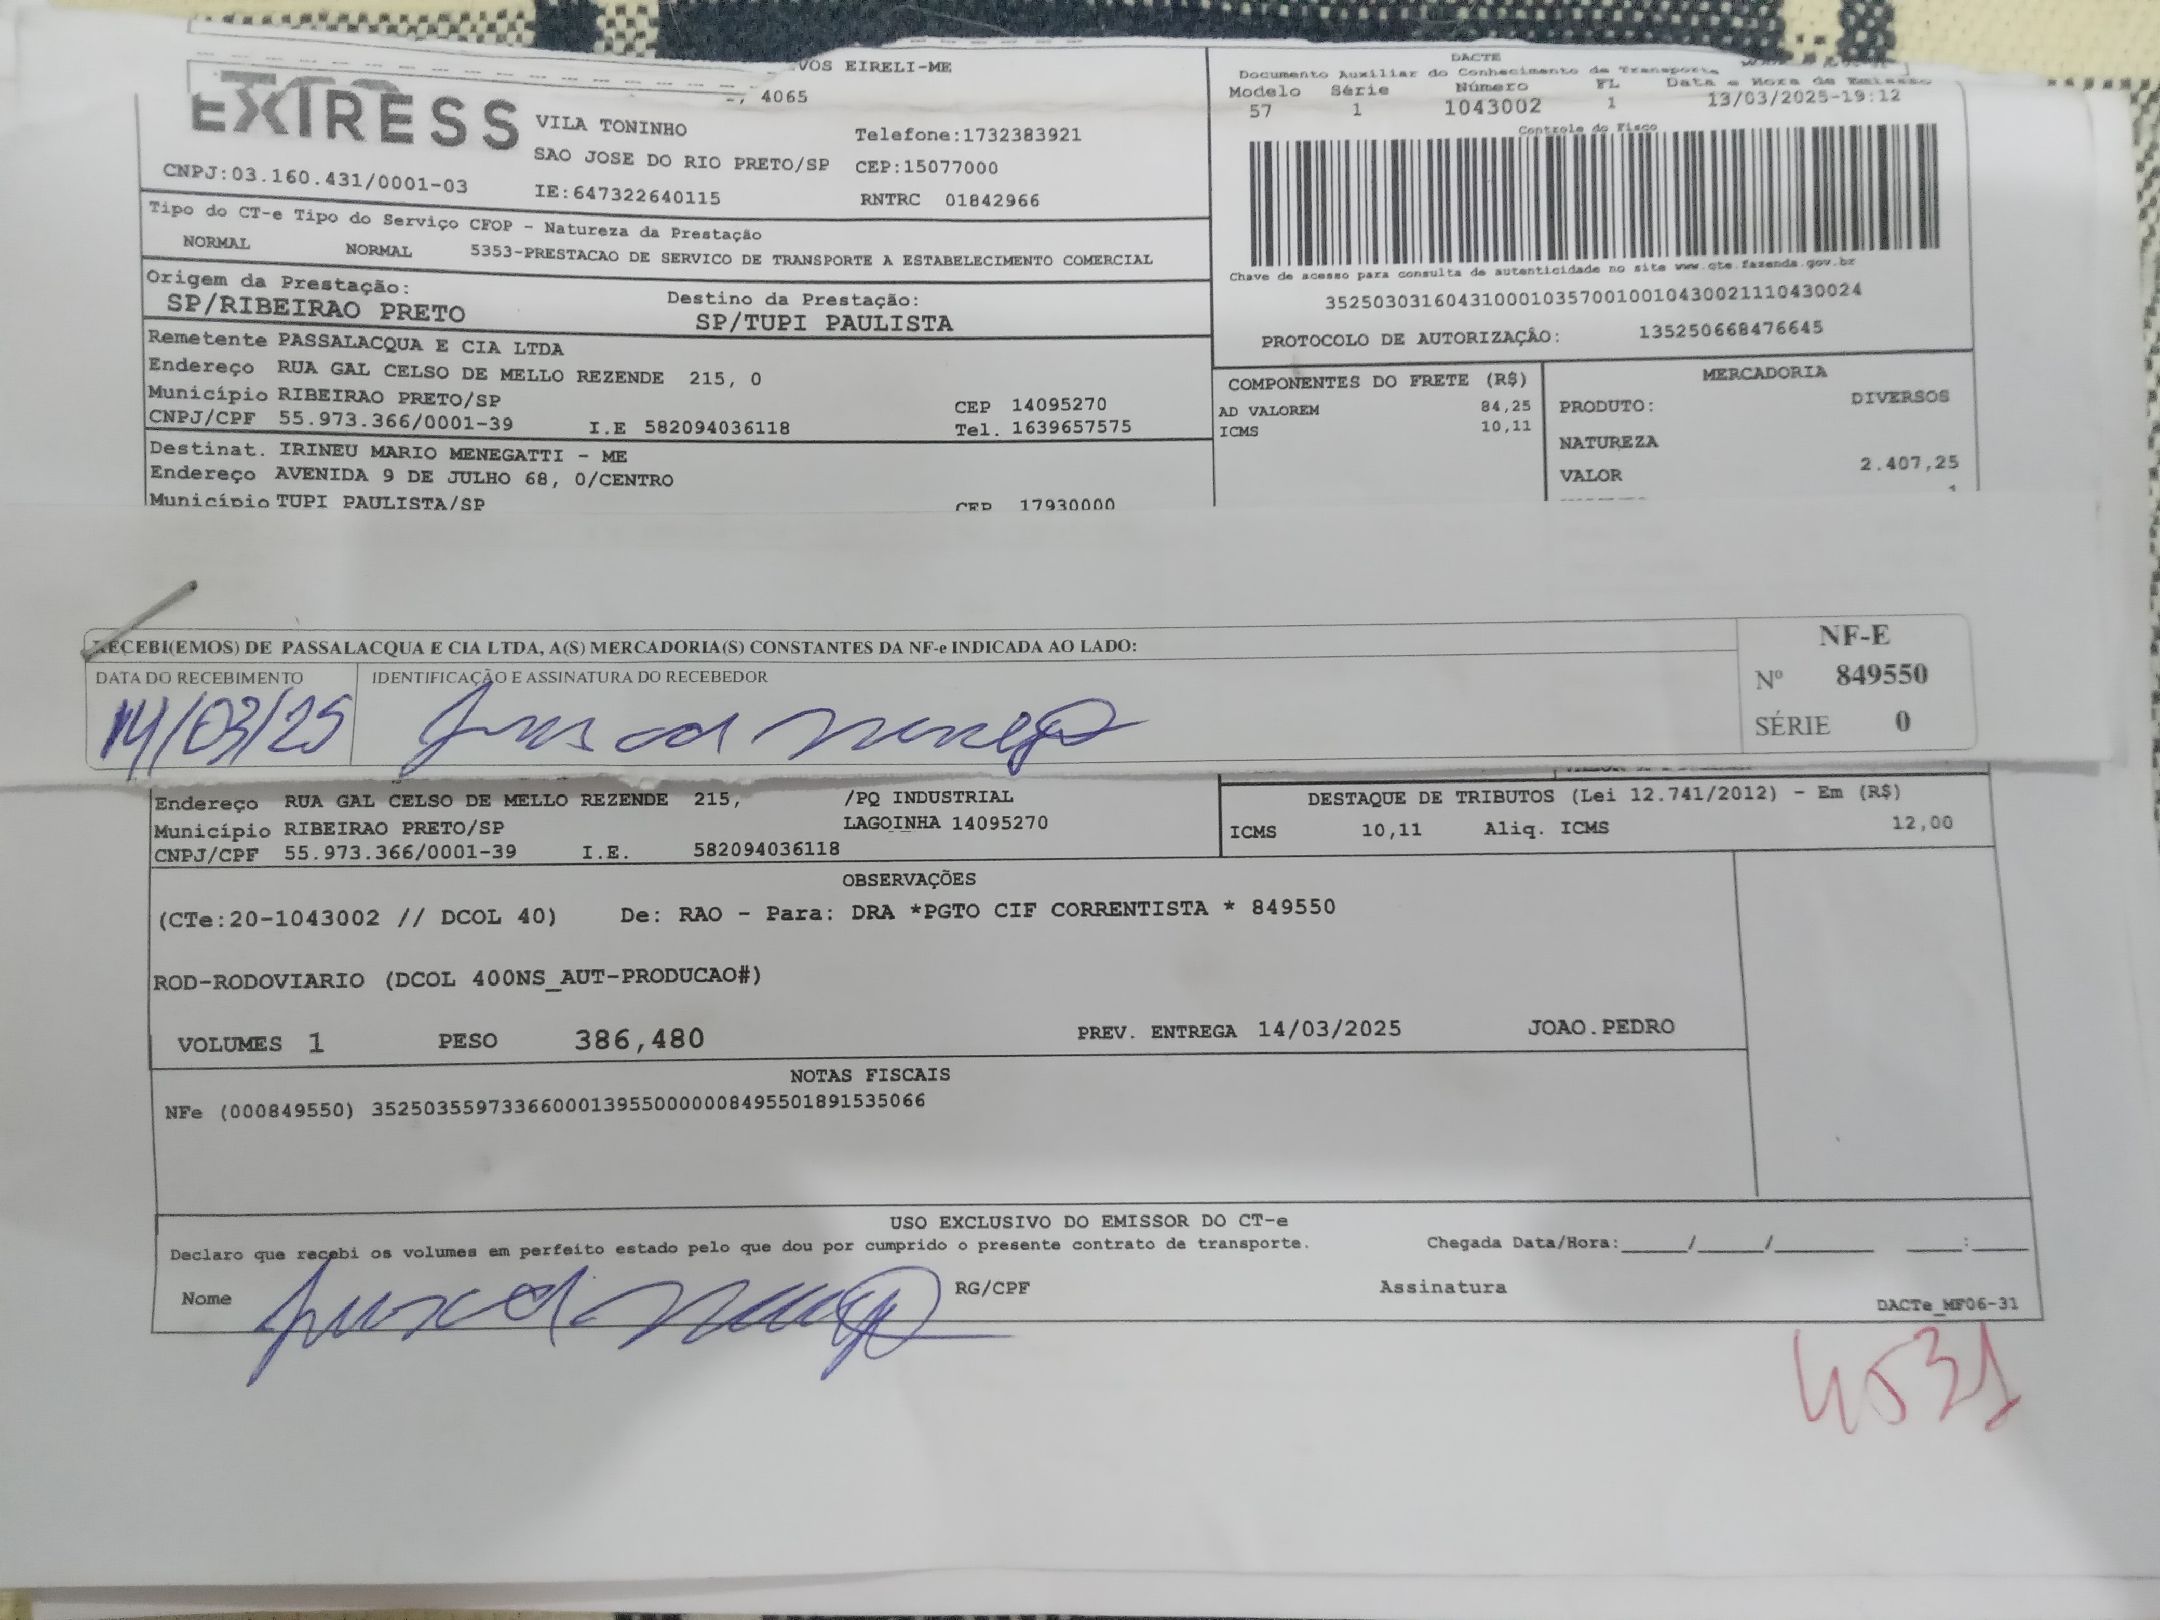 VOS EIRELI-ME
, 4065
EXPRESS
VILA TONINHO
Telefone:1732383921
SAO JOSE DO RIO PRETO/SP CEP:15077000
CNPJ:03.160.431/0001-03
IE:647322640115
RNTRC 01842966
Tipo do CT-e Tipo do Serviço CFOP - Natureza da Prestação
NORMAL NORMAL 5353-PRESTACAO DE SERVICO DE TRANSPORTE A ESTABELECIMENTO COMERCIAL
Origem da Prestação:
SP/RIBEIRAO PRETO
Destino da Prestação:
SP/TUPI PAULISTA
Remetente PASSALACQUA E CIA LTDA
Endereço RUA GAL CELSO DE MELLO REZENDE 215, 0
Município RIBEIRAO PRETO/SP CEP 14095270
CNPJ/CPF 55.973.366/0001-39 I.E 582094036118 Tel. 1639657575
Destinat. IRINEU MARIO MENEGATTI - ME
Endereço AVENIDA 9 DE JULHO 68, 0/CENTRO
Município TUPI PAULISTA/SP CEP 17930000
DACTE
Documento Auxiliar do Conhecimento de Transporte
Modelo Série Número FL Data e Hora de Emissão
57 1 1043002 1 13/03/2025-19:12
Controle do Fisco
Chave de acesso para consulta de autenticidade no site www.cte.fazenda.gov.br
35250303160431000103570010010430021110430024
PROTOCOLO DE AUTORIZAÇÃO: 135250668476645
COMPONENTES DO FRETE (R$)
AD VALOREM 84,25
ICMS 10,11
MERCADORIA
PRODUTO: DIVERSOS
NATUREZA
VALOR 2.407,25
RECEBI(EMOS) DE PASSALACQUA E CIA LTDA, A(S) MERCADORIA(S) CONSTANTES DA NF-e INDICADA AO LADO:
DATA DO RECEBIMENTO
IDENTIFICAÇÃO E ASSINATURA DO RECEBEDOR
14/03/25
NF-E
Nº 849550
SÉRIE 0
Endereço RUA GAL CELSO DE MELLO REZENDE 215, /PQ INDUSTRIAL
Município RIBEIRAO PRETO/SP LAGOINHA 14095270
CNPJ/CPF 55.973.366/0001-39 I.E. 582094036118
DESTAQUE DE TRIBUTOS (Lei 12.741/2012) - Em (R$)
ICMS 10,11 Aliq. ICMS 12,00
OBSERVAÇÕES
(CTe:20-1043002 // DCOL 40) De: RAO - Para: DRA *PGTO CIF CORRENTISTA * 849550
ROD-RODOVIARIO (DCOL 400NS_AUT-PRODUCAO#)
VOLUMES 1 PESO 386,480 PREV. ENTREGA 14/03/2025 JOAO.PEDRO
NOTAS FISCAIS
NFe (000849550) 35250355973366000139550000008495501891535066
USO EXCLUSIVO DO EMISSOR DO CT-e
Declaro que recebi os volumes em perfeito estado pelo que dou por cumprido o presente contrato de transporte. Chegada Data/Hora:_____/_____/________ ____:____
Nome RG/CPF Assinatura
DACTe_MF06-31
4531